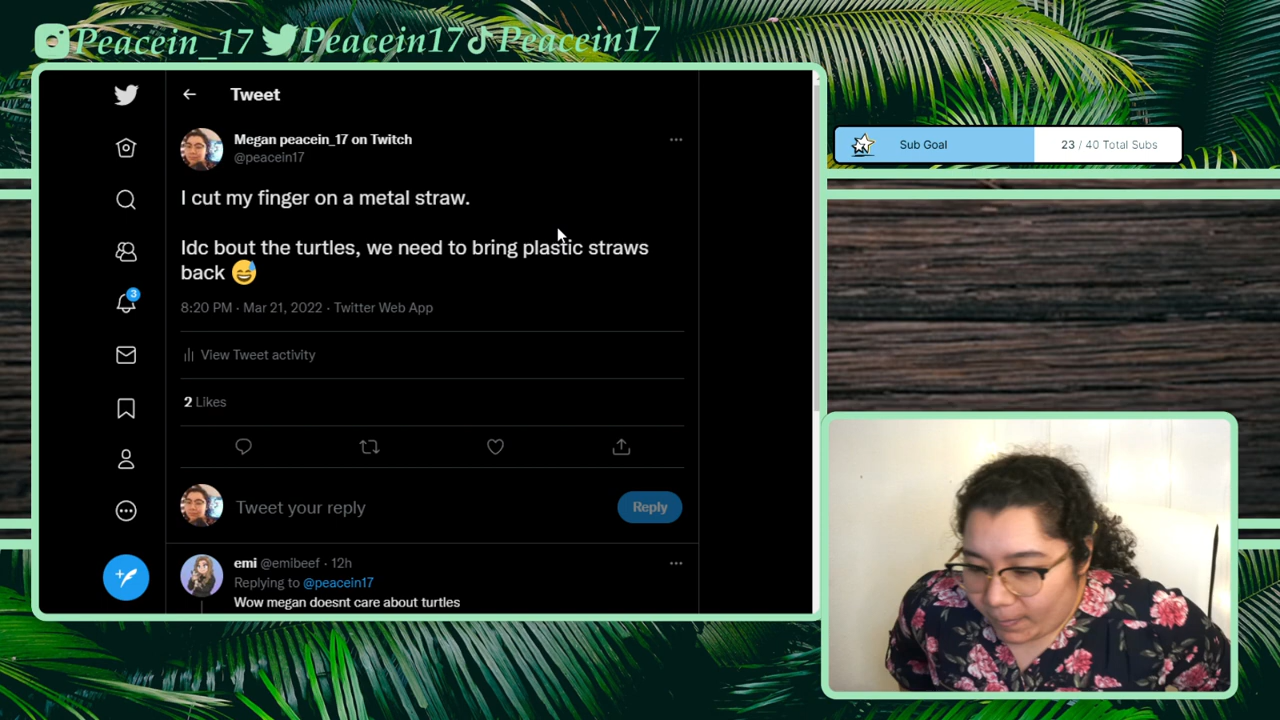 Peacein_17 Peacein17 Peacein17
Tweet
Megan peacein_17 on Twitch
@peacein17
I cut my finger on a metal straw.
Idc bout the turtles, we need to bring plastic straws
back 😅
8:20 PM · Mar 21, 2022 · Twitter Web App
View Tweet activity
2 Likes
Tweet your reply
Reply
emi @emibeef · 12h
Replying to @peacein17
Wow megan doesnt care about turtles
3
Sub Goal
23 / 40 Total Subs